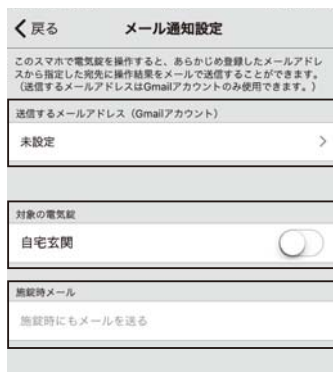 戻る メール通知設定
このスマホで電気錠を操作すると、あらかじめ登録したメールアドレ
スから指定した宛先に操作結果をメールで送信することができます。
（送信するメールアドレスはGmailアカウントのみ使用できます。）
送信するメールアドレス（Gmailアカウント）
未設定
対象の電気錠
自宅玄関
施錠時メール
施錠時にもメールを送る